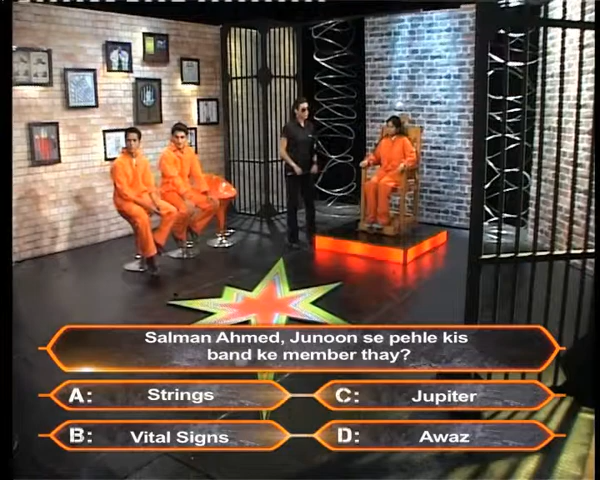 Salman Ahmed, Junoon se pehle kis
band ke member thay?
A: Strings
C: Jupiter
B: Vital Signs
D: Awaz